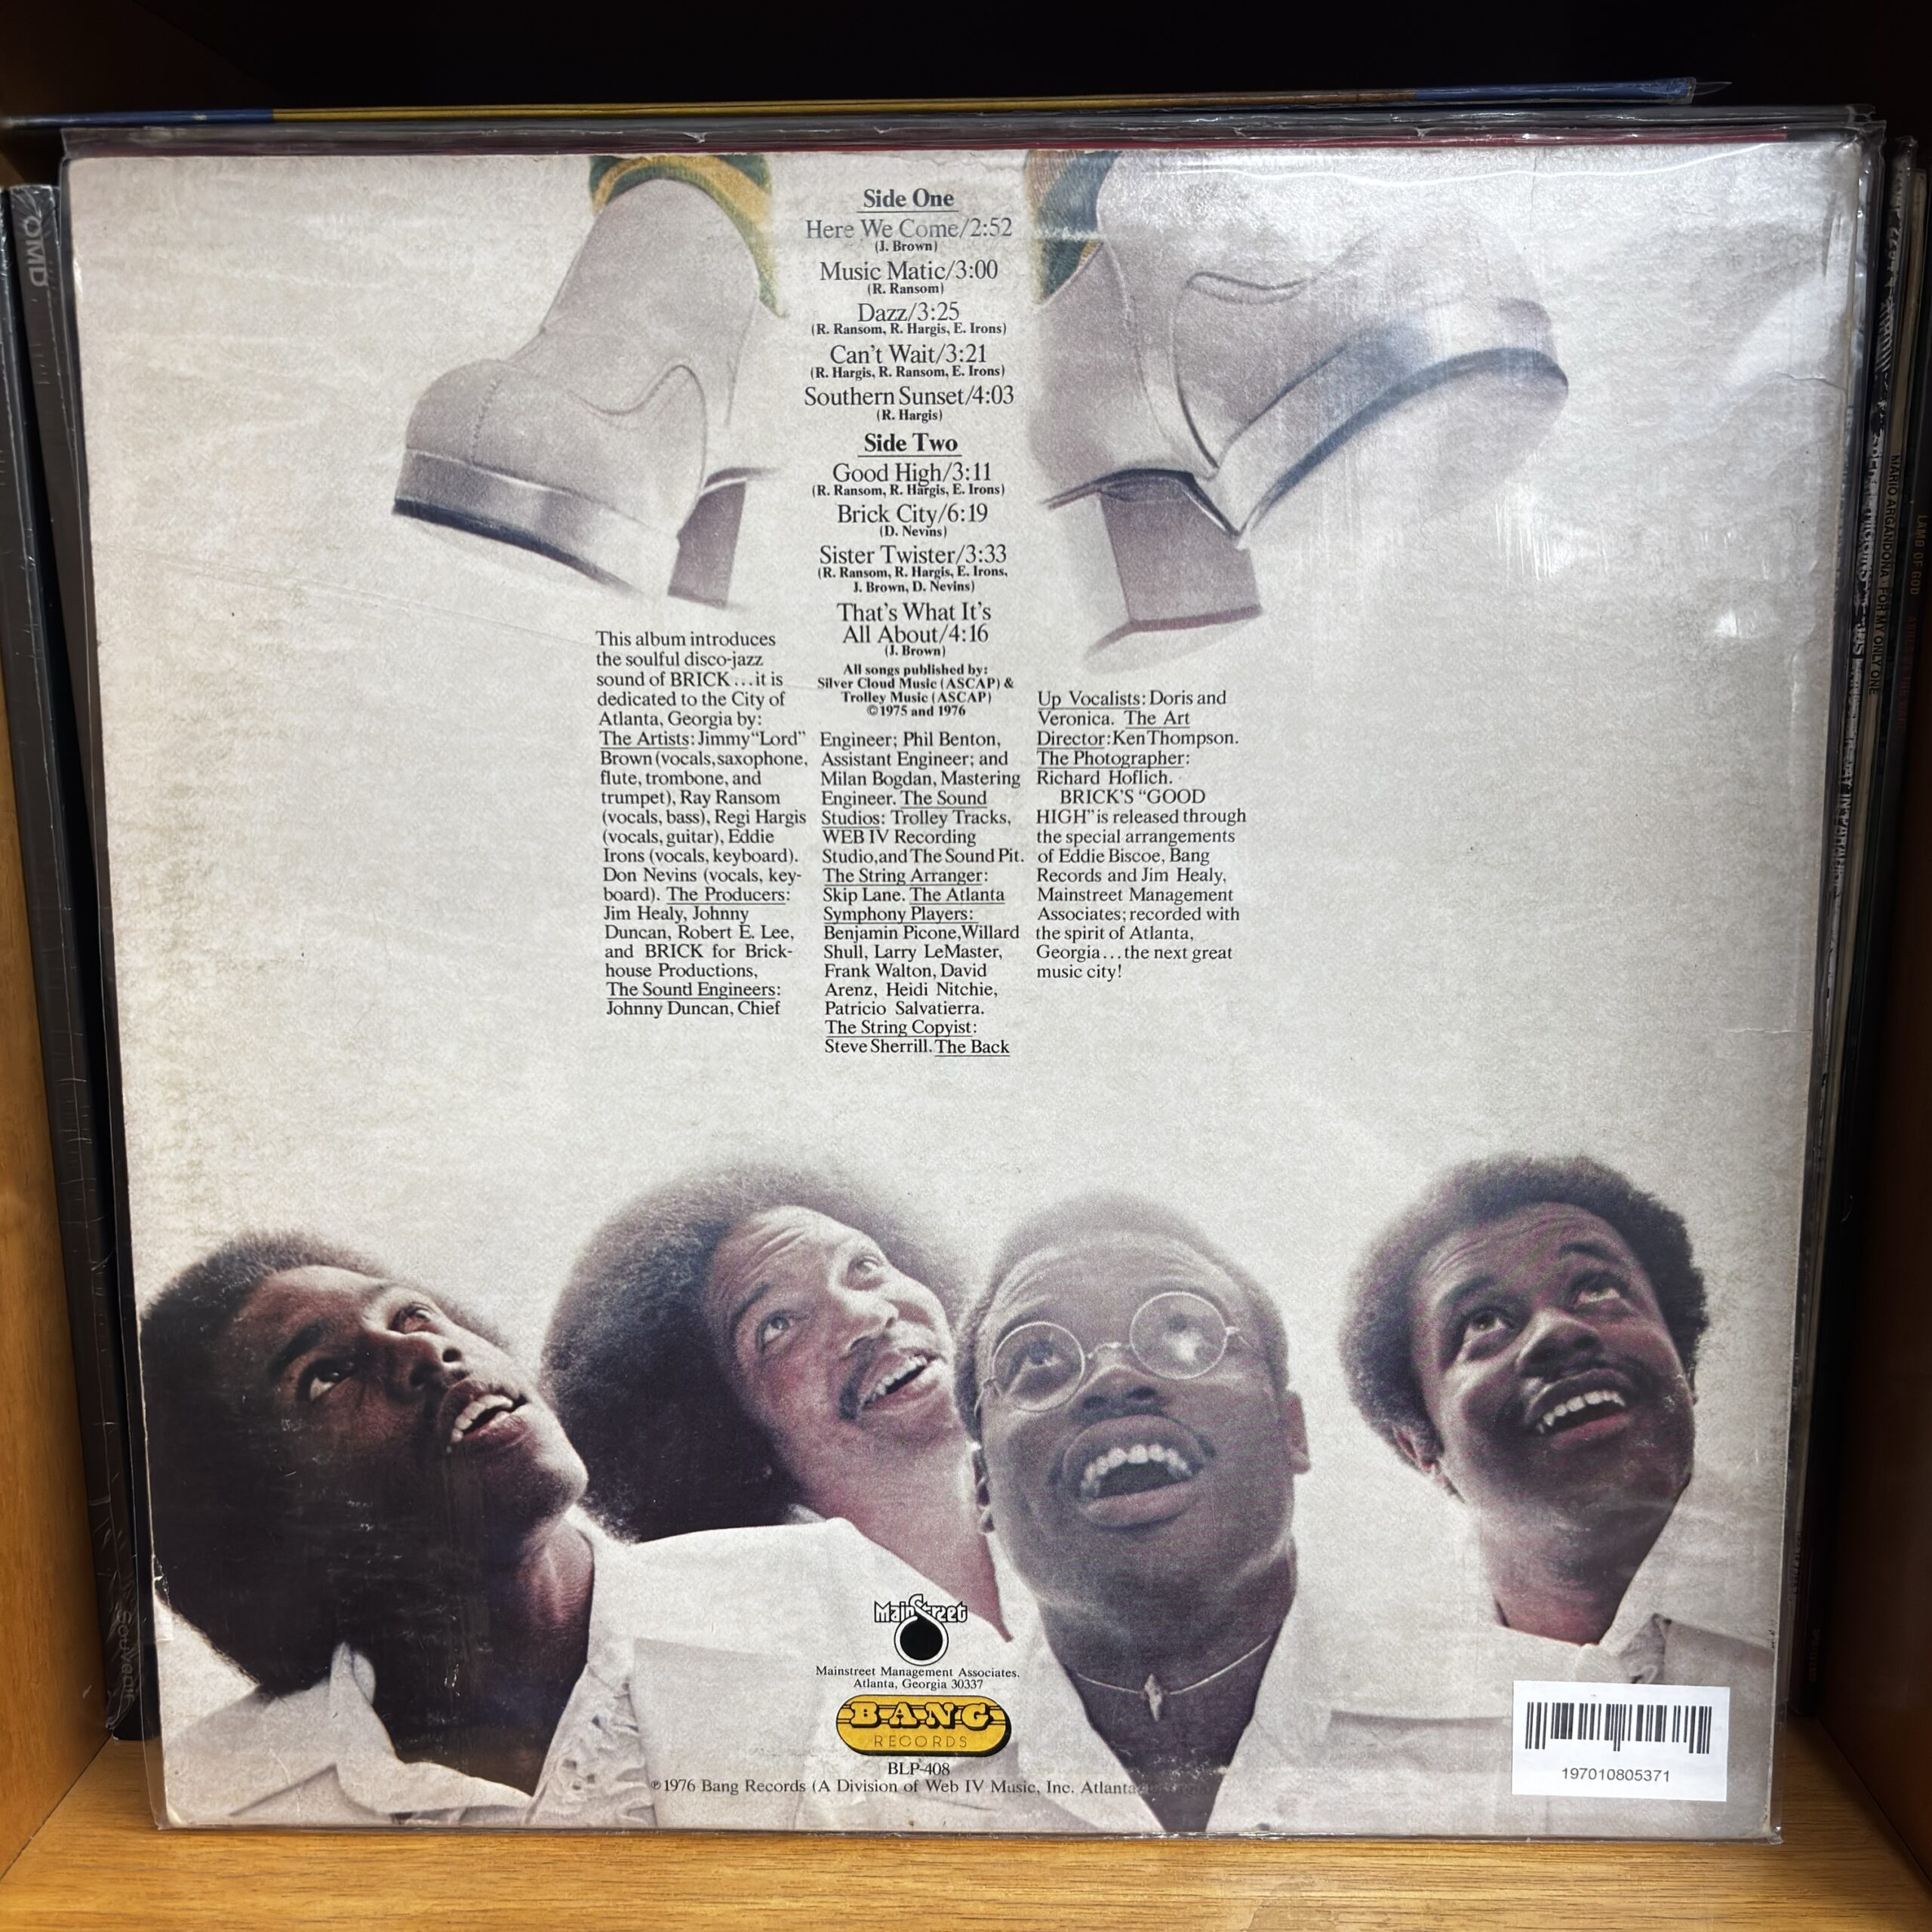 Side One
Here We Come/2:52
(J. Brown)
Music Matic/3:00
(R. Ransom)
Dazz/3:25
(R. Ransom, R. Hargis, E. Irons)
Can't Wait/3:21
(R. Hargis, R. Ransom, E. Irons)
Southern Sunset/4:03
(R. Hargis)
Side Two
Good High/3:11
(R. Ransom, R. Hargis, E. Irons)
Brick City/6:19
(D. Nevins)
Sister Twister/3:33
(R. Ransom, R. Hargis, E. Irons,
J. Brown, D. Nevins)
That's What It's
All About/4:16
(J. Brown)
All songs published by:
Silver Cloud Music (ASCAP) &
Trolley Music (ASCAP)
©1975 and 1976
This album introduces
the soulful disco-jazz
sound of BRICK...it is
dedicated to the City of
Atlanta, Georgia by:
The Artists: Jimmy "Lord"
Brown (vocals, saxophone,
flute, trombone, and
trumpet), Ray Ransom
(vocals, bass), Regi Hargis
(vocals, guitar), Eddie
Irons (vocals, keyboard).
Don Nevins (vocals, key-
board). The Producers:
Jim Healy, Johnny
Duncan, Robert E. Lee,
and BRICK for Brick-
house Productions,
The Sound Engineers:
Johnny Duncan, Chief
Engineer; Phil Benton,
Assistant Engineer; and
Milan Bogdan, Mastering
Engineer. The Sound
Studios: Trolley Tracks,
WEB IV Recording
Studio, and The Sound Pit.
The String Arranger:
Skip Lane. The Atlanta
Symphony Players:
Benjamin Picone, Willard
Shull, Larry LeMaster,
Frank Walton, David
Arenz, Heidi Nitchie,
Patricio Salvatierra.
The String Copyist:
Steve Sherrill. The Back
Up Vocalists: Doris and
Veronica. The Art
Director: Ken Thompson.
The Photographer:
Richard Hoflich.
BRICK'S "GOOD
HIGH" is released through
the special arrangements
of Eddie Biscoe, Bang
Records and Jim Healy,
Mainstreet Management
Associates; recorded with
the spirit of Atlanta,
Georgia...the next great
music city!
MainStreet
Mainstreet Management Associates.
Atlanta, Georgia 30337
BANG
RECORDS
BLP-408
℗1976 Bang Records (A Division of Web IV Music, Inc. Atlanta
197010805371
OMD
Souvenir
MARIO ARGANDOÑA - FOR MY ONLY ONE
LAMB OF GOD